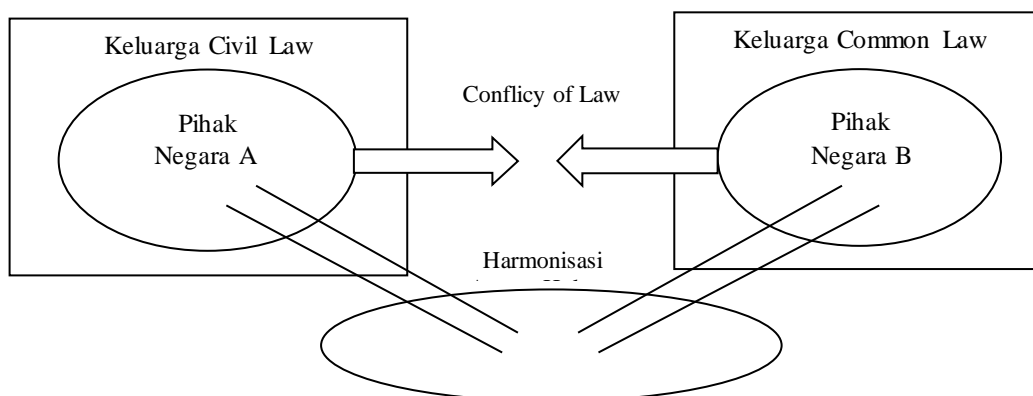 Keluarga Civil Law
Keluarga Common Law
Conflicy of Law
Pihak
Negara A
Pihak
Negara B
Harmonisasi